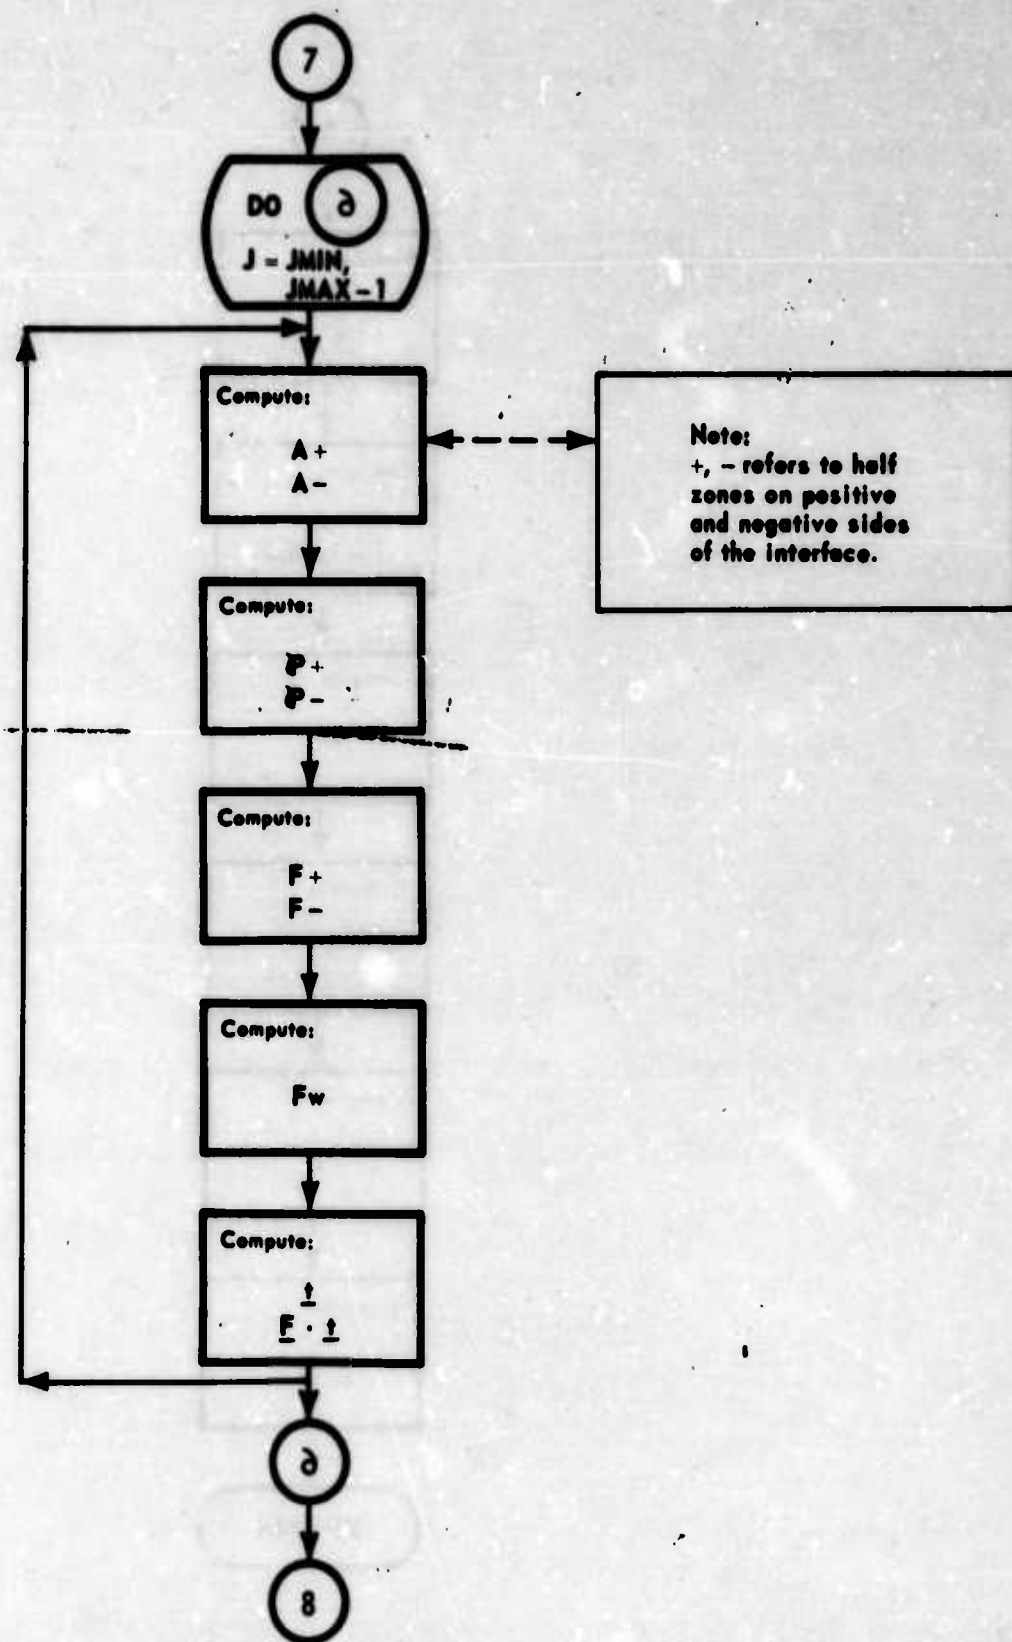 7
DO ∂
J = JMIN,
JMAX - 1
Compute:
A +
A -
Note:
+, - refers to half
zones on positive
and negative sides
of the interface.
Compute:
P +
P -
Compute:
F +
F -
Compute:
Fw
Compute:
t
F · t
∂
8